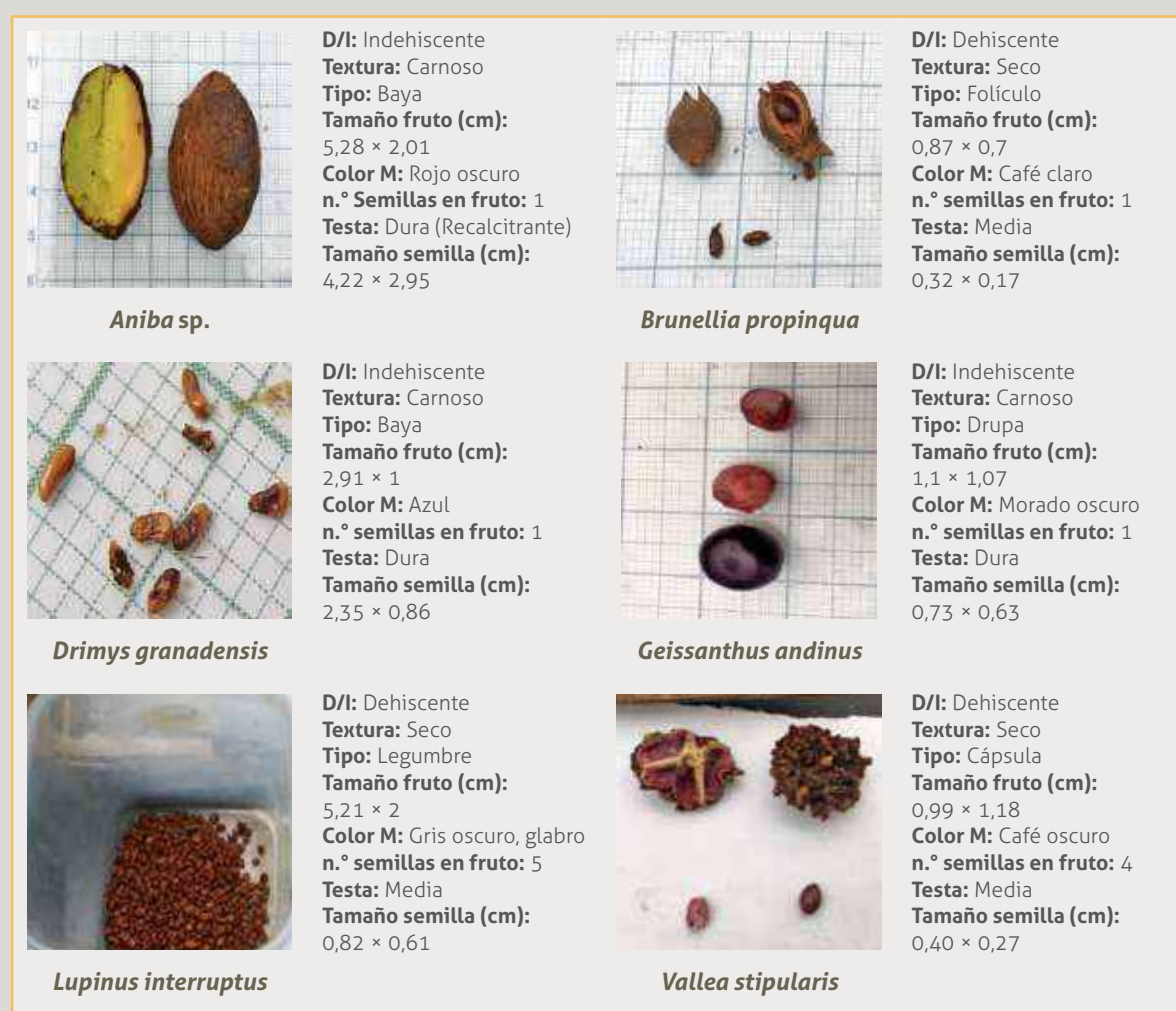 D/I: Indehiscente
Textura: Carnoso
Tipo: Baya
Tamaño fruto (cm):
5,28 × 2,01
Color M: Rojo oscuro
n.° Semillas en fruto: 1
Testa: Dura (Recalcitrante)
Tamaño semilla (cm):
4,22 × 2,95
Aniba sp.
D/I: Dehiscente
Textura: Seco
Tipo: Folículo
Tamaño fruto (cm):
0,87 × 0,7
Color M: Café claro
n.° semillas en fruto: 1
Testa: Media
Tamaño semilla (cm):
0,32 × 0,17
Brunellia propinqua
D/I: Indehiscente
Textura: Carnoso
Tipo: Baya
Tamaño fruto (cm):
2,91 × 1
Color M: Azul
n.° semillas en fruto: 1
Testa: Dura
Tamaño semilla (cm):
2,35 × 0,86
Drimys granadensis
D/I: Indehiscente
Textura: Carnoso
Tipo: Drupa
Tamaño fruto (cm):
1,1 × 1,07
Color M: Morado oscuro
n.° semillas en fruto: 1
Testa: Dura
Tamaño semilla (cm):
0,73 × 0,63
Geissanthus andinus
D/I: Dehiscente
Textura: Seco
Tipo: Legumbre
Tamaño fruto (cm):
5,21 × 2
Color M: Gris oscuro, glabro
n.° semillas en fruto: 5
Testa: Media
Tamaño semilla (cm):
0,82 × 0,61
Lupinus interruptus
D/I: Dehiscente
Textura: Seco
Tipo: Cápsula
Tamaño fruto (cm):
0,99 × 1,18
Color M: Café oscuro
n.° semillas en fruto: 4
Testa: Media
Tamaño semilla (cm):
0,40 × 0,27
Vallea stipularis